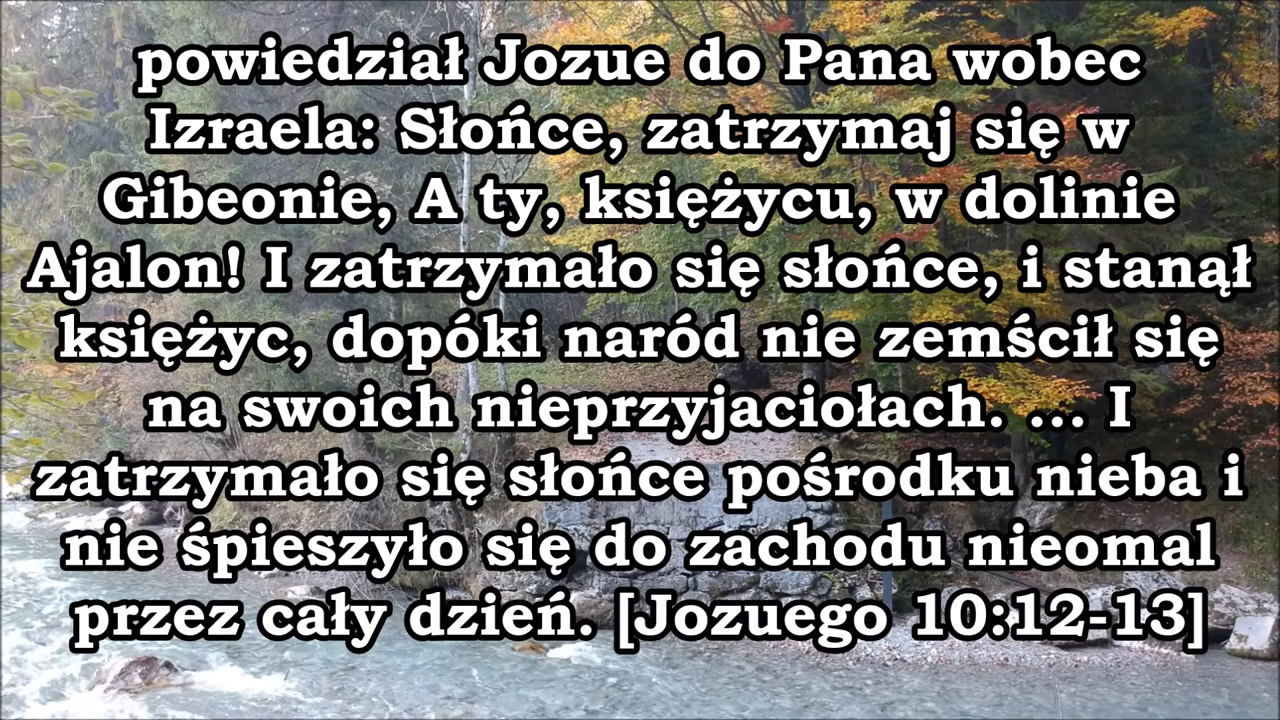 powiedział Jozue do Pana wobec
Izraela: Słońce, zatrzymaj się w
Gibeonie, A ty, księżycu, w dolinie
Ajalon! I zatrzymało się słońce, i stanął
księżyc, dopóki naród nie zemścił się
na swoich nieprzyjaciołach. ... I
zatrzymało się słońce pośrodku nieba i
nie śpieszyło się do zachodu nieomal
przez cały dzień. [Jozuego 10:12-13]